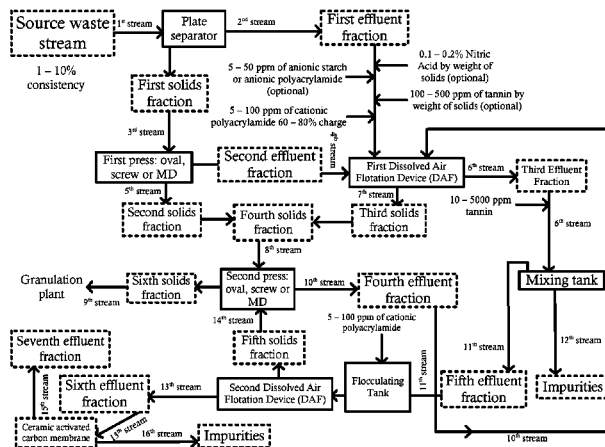 Source waste
stream
1st stream
Plate
separator
2nd stream
First effluent
fraction
1 – 10%
consistency
0.1 – 0.2% Nitric
Acid by weight of
solids (optional)
5 – 50 ppm of anionic starch
or anionic polyacrylamide
(optional)
First solids
fraction
100 – 500 ppm of tannin by
weight of solids (optional)
5 – 100 ppm of cationic
polyacrylamide 60 – 80% charge
3rd stream
4th stream
First press: oval,
screw or MD
Second effluent
fraction
First Dissolved Air
Flotation Device (DAF)
6th stream
Third Effluent
Fraction
5th stream
7th stream
10 – 5000 ppm
tannin
Second solids
fraction
Fourth solids
fraction
Third solids
fraction
6th stream
8th stream
Granulation
plant
9th stream
Sixth solids
fraction
Second press:
oval, screw or
MD
10th stream
Fourth effluent
fraction
Mixing tank
14th stream
5 – 100 ppm of cationic
polyacrylamide
Seventh effluent
fraction
Fifth solids
fraction
11th stream
12th stream
Sixth effluent
fraction
13th stream
Second Dissolved Air
Flotation Device (DAF)
Flocculating
Tank
11th stream
Fifth effluent
fraction
Impurities
15th stream
13th stream
Ceramic activated
carbon membrane
16th stream
Impurities
10th stream